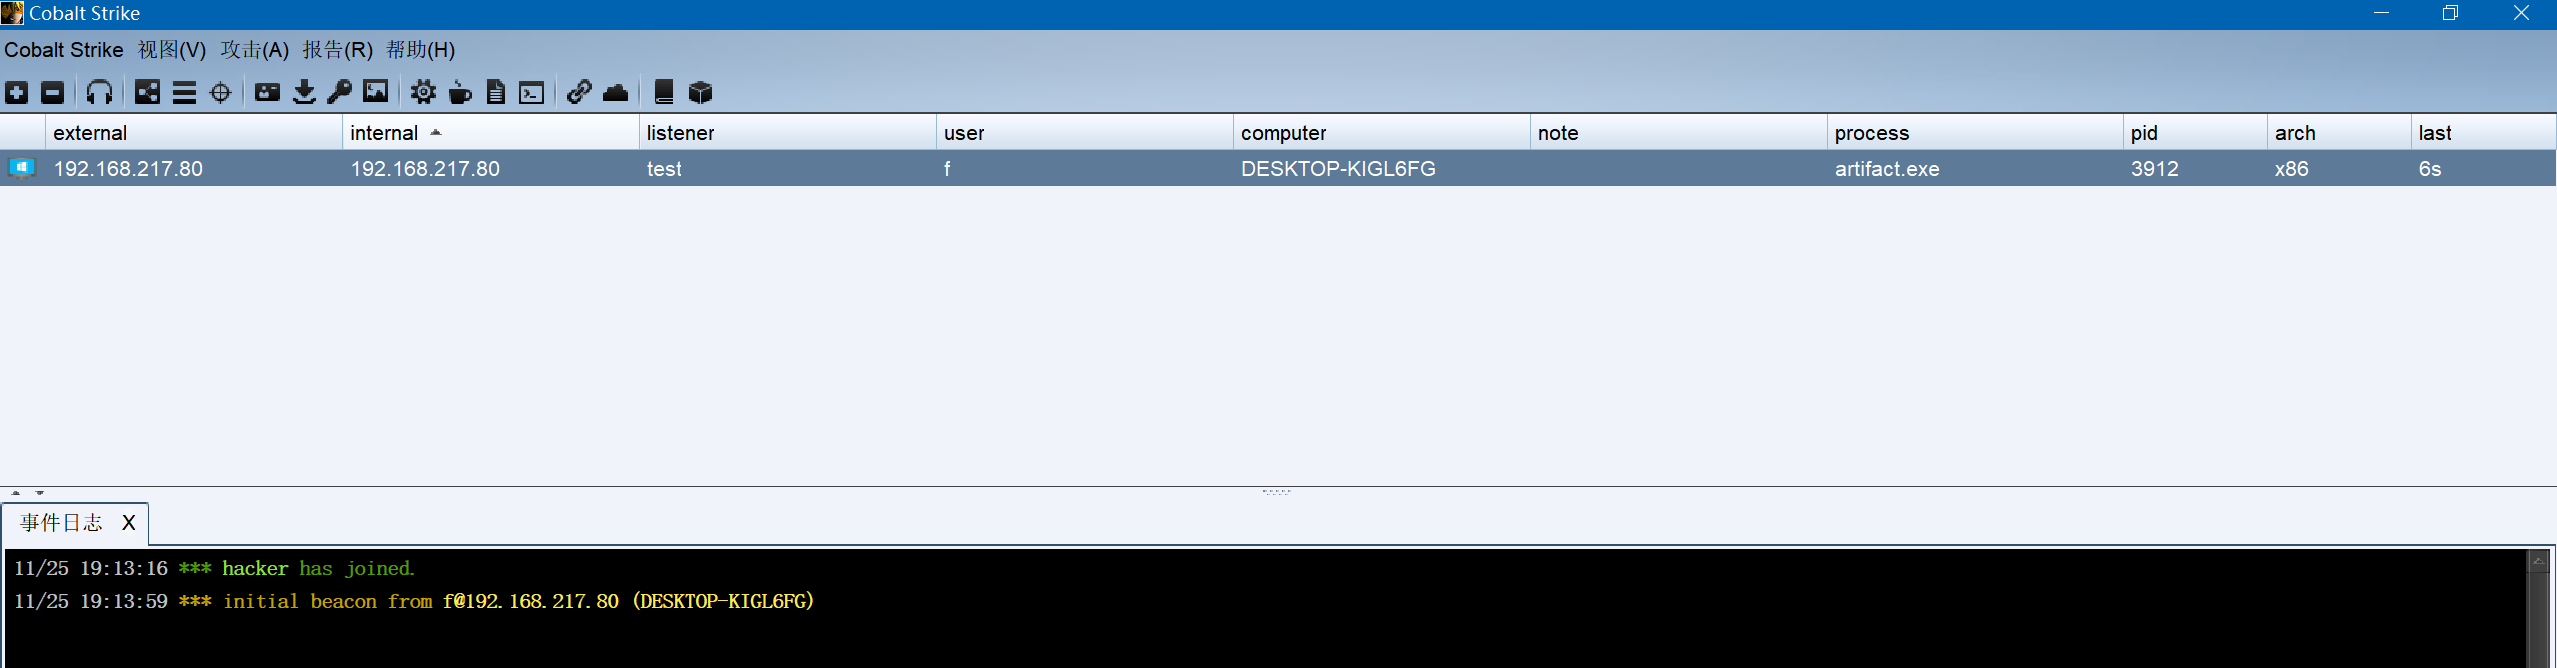 Cobalt Strike
Cobalt Strike 视图(V) 攻击(A) 报告(R) 帮助(H)
external internal listener user computer note process pid arch last
192.168.217.80 192.168.217.80 test f DESKTOP-KIGL6FG artifact.exe 3912 x86 6s
事件日志 X
11/25 19:13:16 *** hacker has joined.
11/25 19:13:59 *** initial beacon from f@192.168.217.80 (DESKTOP-KIGL6FG)